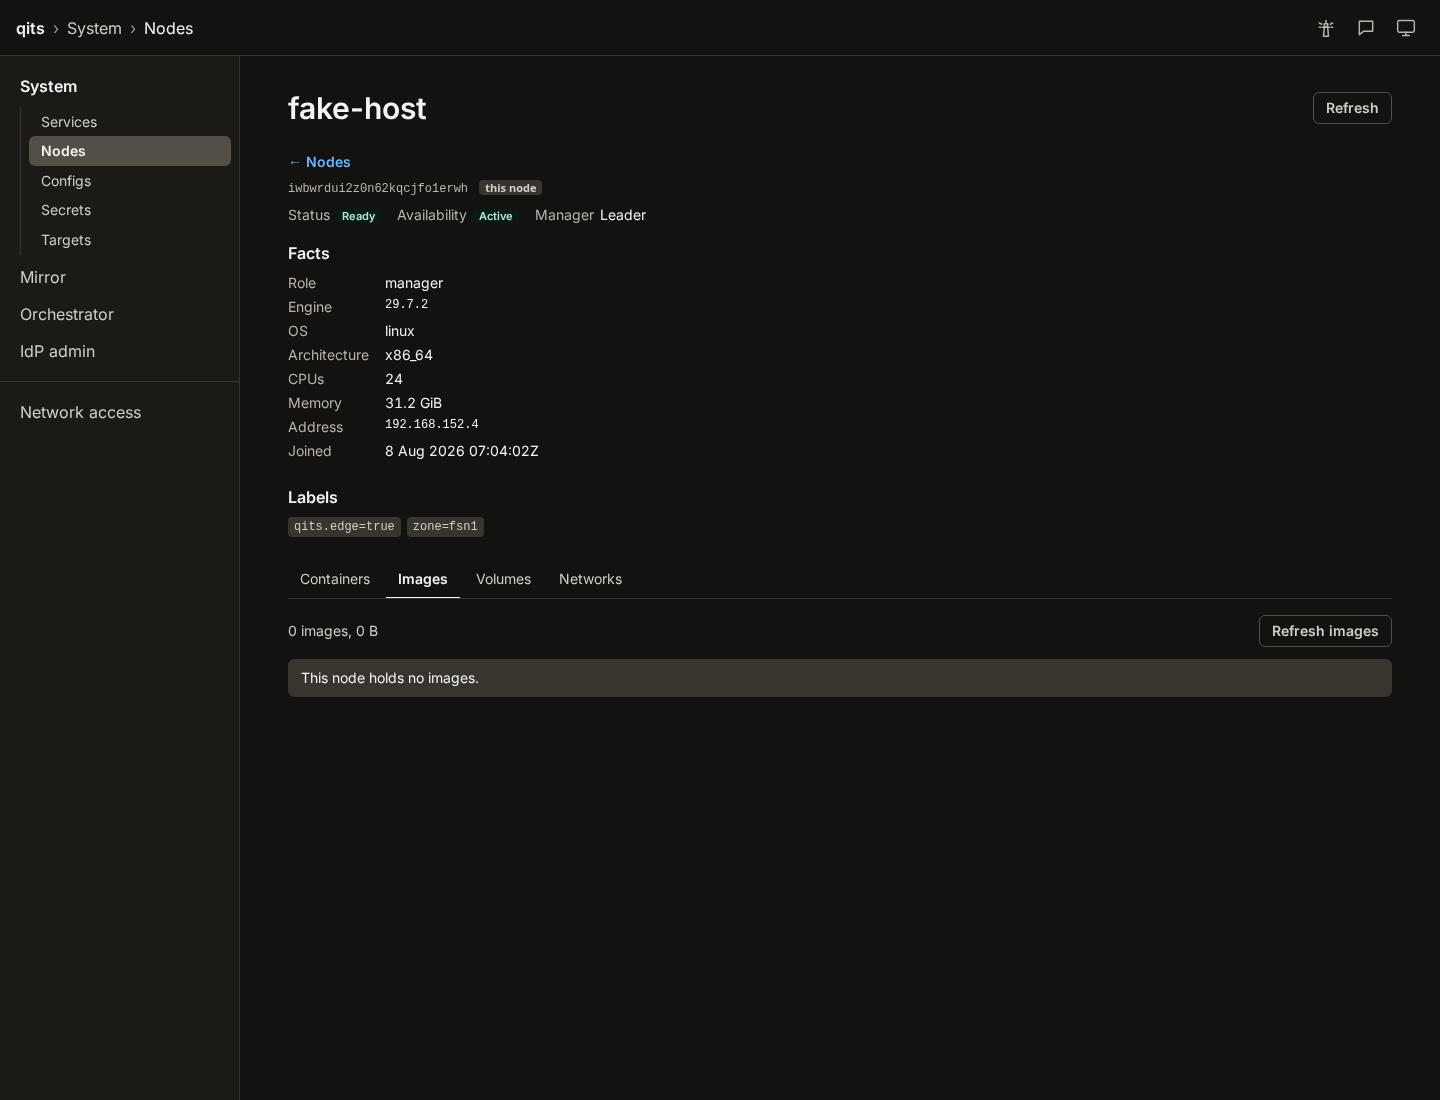 qits › System › Nodes
System
Services
Nodes
Configs
Secrets
Targets
Mirror
Orchestrator
IdP admin
Network access
fake-host
Refresh
← Nodes
iwbwrdui2z0n62kqcjfo1erwh this node
Status Ready Availability Active Manager Leader
Facts
Role manager
Engine 29.7.2
OS linux
Architecture x86_64
CPUs 24
Memory 31.2 GiB
Address 192.168.152.4
Joined 8 Aug 2026 07:04:02Z
Labels
qits.edge=true zone=fsn1
Containers Images Volumes Networks
0 images, 0 B
Refresh images
This node holds no images.